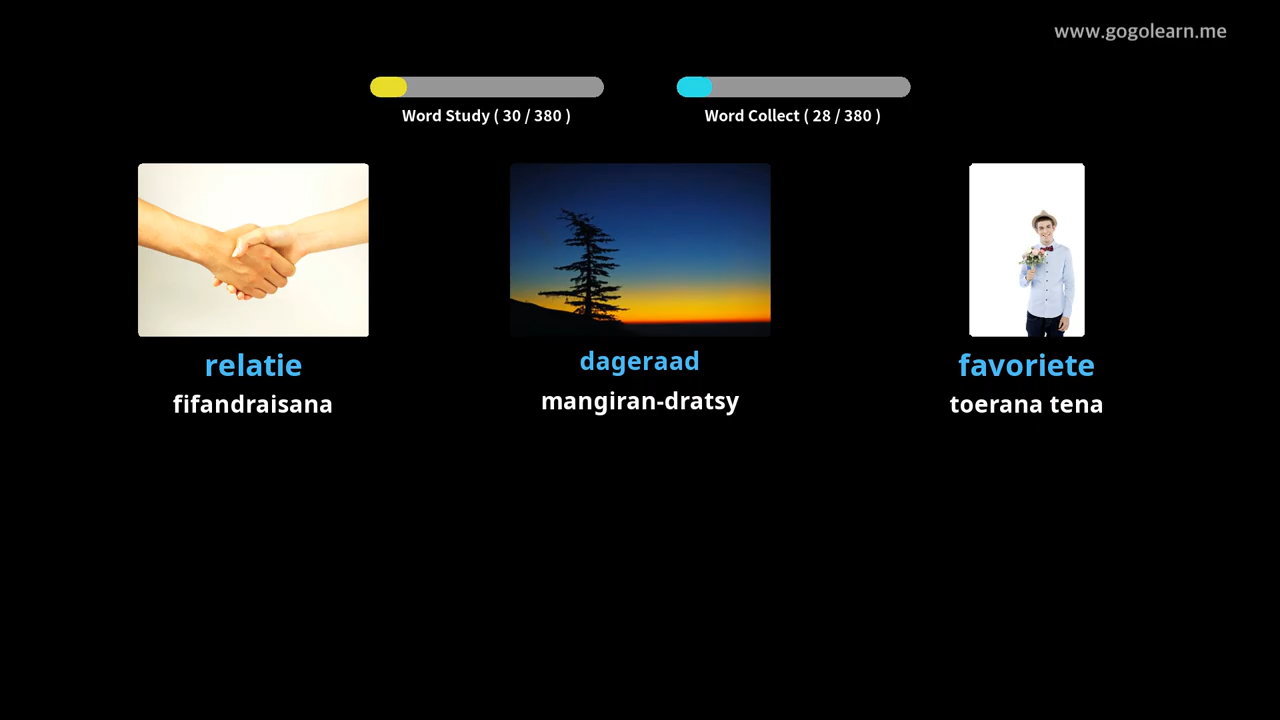 www.gogolearn.me
Word Study ( 30 / 380 )
Word Collect ( 28 / 380 )
relatie
fifandraisana
dageraad
mangiran-dratsy
favoriete
toerana tena